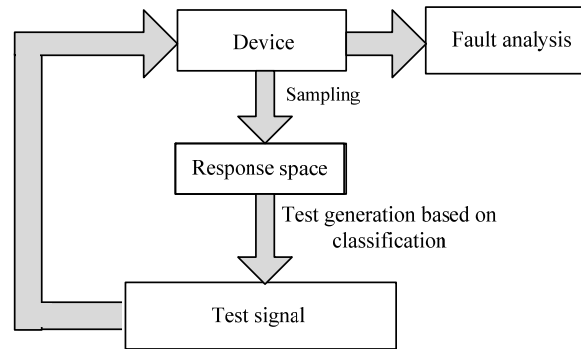 Device
Fault analysis
Sampling
Response space
Test generation based on
classification
Test signal